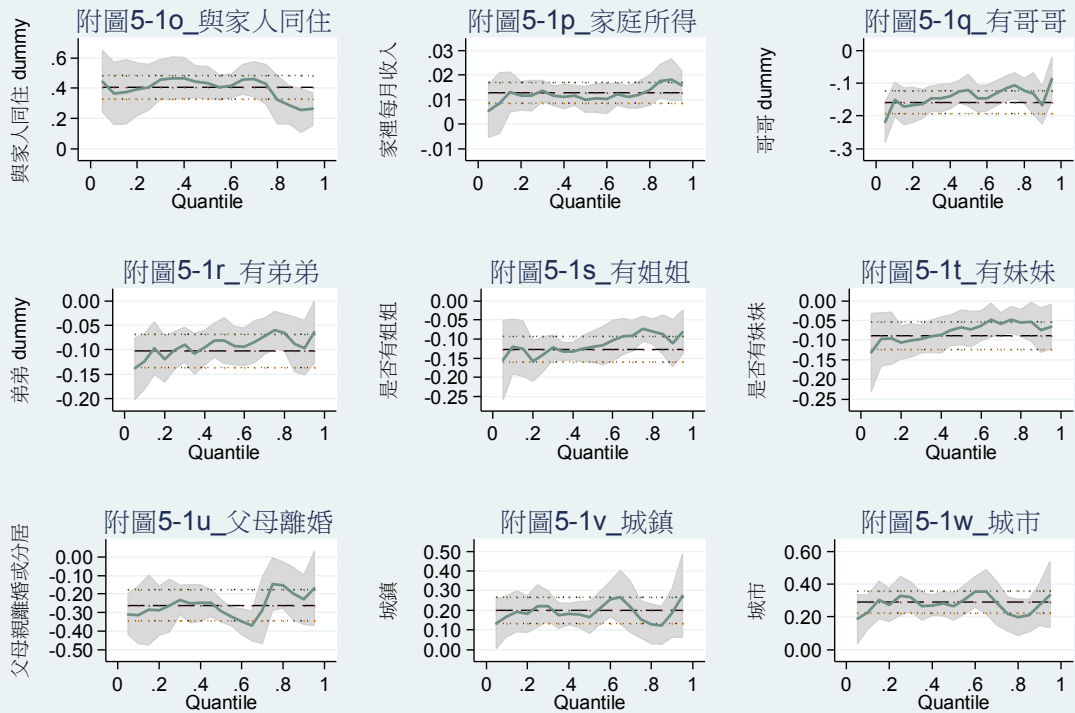 附圖5-1o_與家人同住
與家人同住 dummy
.6
.4
.2
0
0 .2 .4 .6 .8 1
Quantile
附圖5-1p_家庭所得
家裡每月收入
.03
.02
.01
0
-.01
0 .2 .4 .6 .8 1
Quantile
附圖5-1q_有哥哥
哥哥 dummy
0
-.1
-.2
-.3
0 .2 .4 .6 .8 1
Quantile
附圖5-1r_有弟弟
弟弟 dummy
0.00
-0.05
-0.10
-0.15
-0.20
0 .2 .4 .6 .8 1
Quantile
附圖5-1s_有姐姐
是否有姐姐
0.00
-0.05
-0.10
-0.15
-0.20
-0.25
0 .2 .4 .6 .8 1
Quantile
附圖5-1t_有妹妹
是否有妹妹
0.00
-0.05
-0.10
-0.15
-0.20
-0.25
0 .2 .4 .6 .8 1
Quantile
附圖5-1u_父母離婚
父母親離婚或分居
0.00
-0.10
-0.20
-0.30
-0.40
-0.50
0 .2 .4 .6 .8 1
Quantile
附圖5-1v_城鎮
城鎮
0.50
0.40
0.30
0.20
0.10
0.00
0 .2 .4 .6 .8 1
Quantile
附圖5-1w_城市
城市
0.60
0.40
0.20
0.00
0 .2 .4 .6 .8 1
Quantile